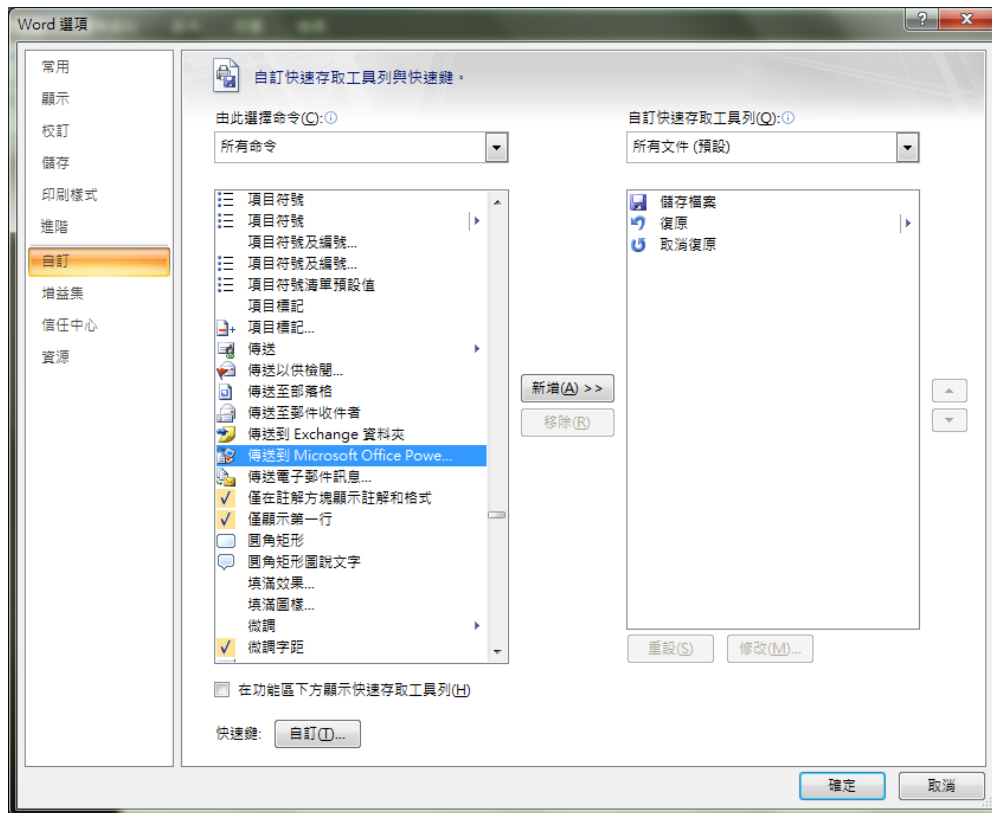 Word 選項
常用
顯示
校訂
儲存
印刷樣式
進階
自訂
增益集
信任中心
資源
自訂快速存取工具列與快速鍵。
由此選擇命令(C):
所有命令
項目符號
項目符號
項目符號及編號...
項目符號及編號...
項目符號清單預設值
項目標記
項目標記...
傳送
傳送以供檢閱...
傳送至部落格
傳送至郵件收件者
傳送到 Exchange 資料夾
傳送到 Microsoft Office Powe...
傳送電子郵件訊息...
僅在註解方塊顯示註解和格式
僅顯示第一行
圓角矩形
圓角矩形圖說文字
填滿效果...
填滿圖樣...
微調
微調字距
新增(A) >>
移除(R)
自訂快速存取工具列(Q):
所有文件 (預設)
儲存檔案
復原
取消復原
重設(S)
修改(M)...
在功能區下方顯示快速存取工具列(H)
快速鍵:
自訂(T)...
確定
取消